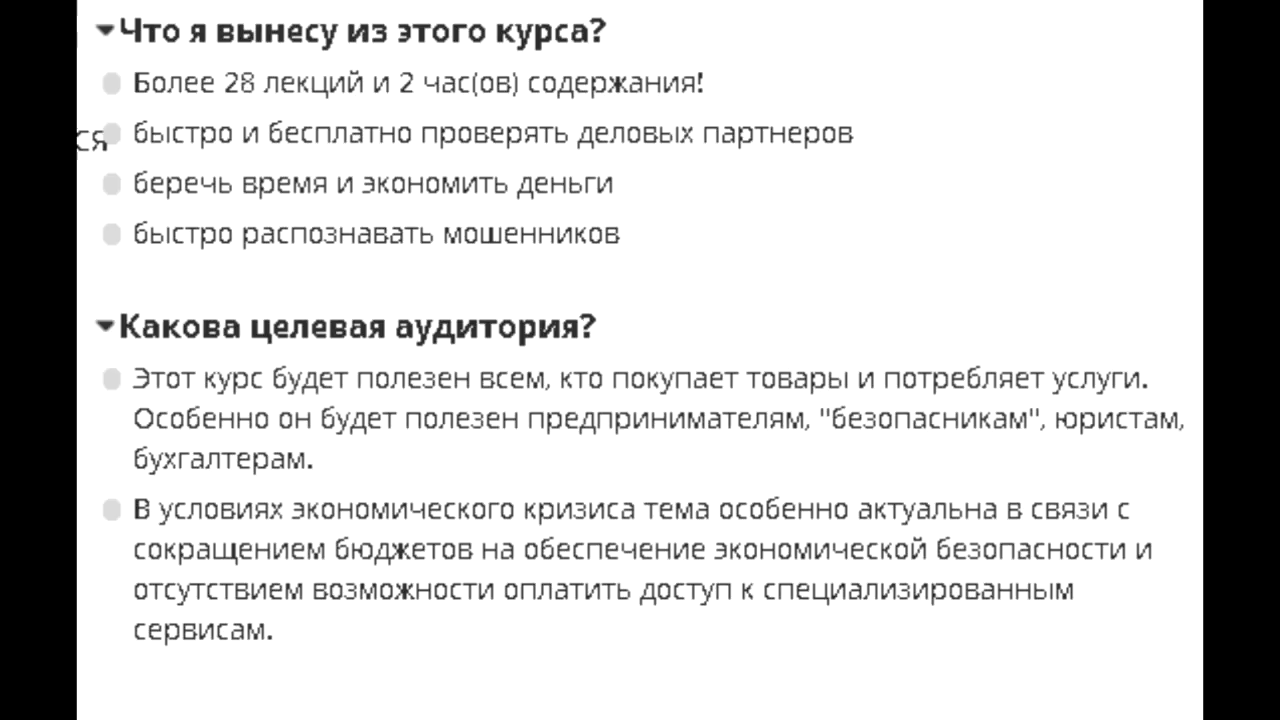 Что я вынесу из этого курса?
Более 28 лекций и 2 час(ов) содержания!
ся
быстро и бесплатно проверять деловых партнеров
беречь время и экономить деньги
быстро распознавать мошенников
Какова целевая аудитория?
Этот курс будет полезен всем, кто покупает товары и потребляет услуги.
Особенно он будет полезен предпринимателям, "безопасникам", юристам,
бухгалтерам.
В условиях экономического кризиса тема особенно актуальна в связи с
сокращением бюджетов на обеспечение экономической безопасности и
отсутствием возможности оплатить доступ к специализированным
сервисам.